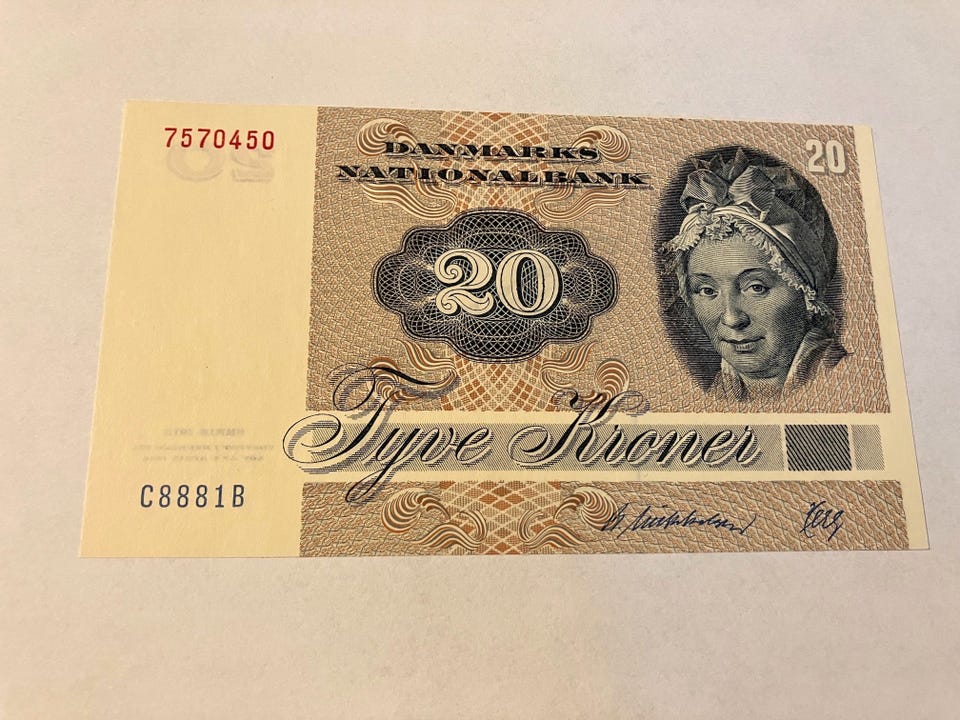 7570450
DANMARKS
NATIONALBANK
20
20
Tyve Kroner
C8881B